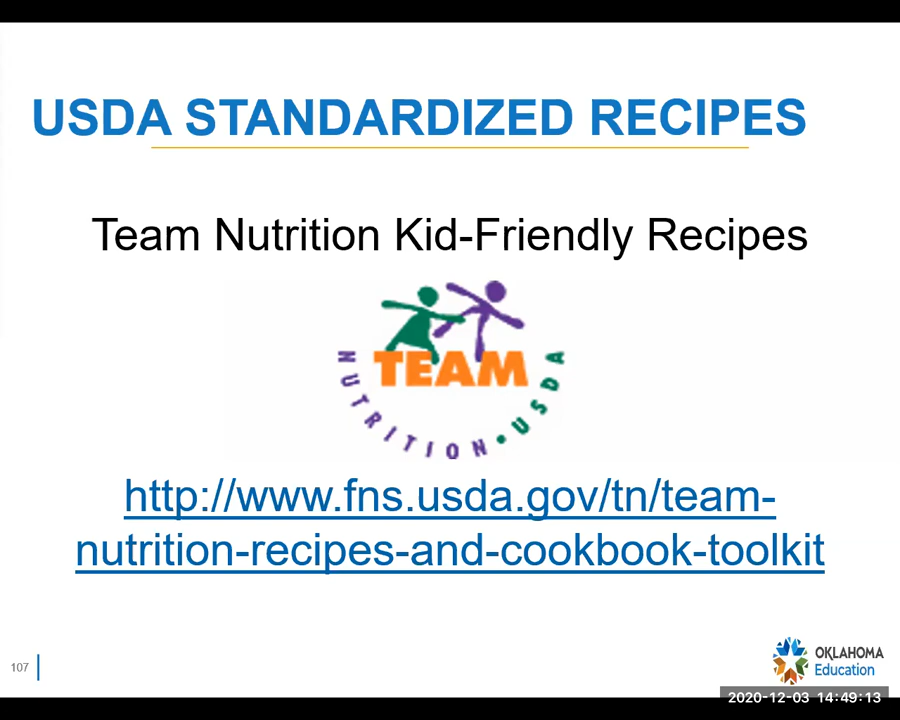 USDA STANDARDIZED RECIPES
Team Nutrition Kid-Friendly Recipes
TEAM
NUTRITION • USDA
http://www.fns.usda.gov/tn/team-
nutrition-recipes-and-cookbook-toolkit
107
OKLAHOMA
Education
2020-12-03 14:49:13